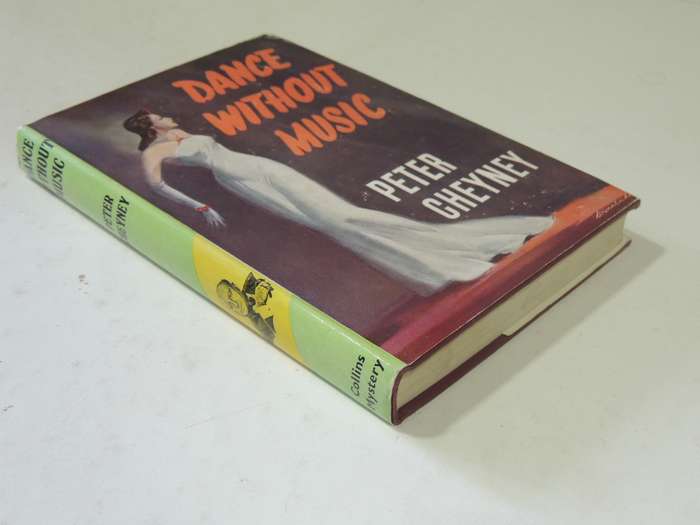 DANCE
WITHOUT
MUSIC
PETER
CHEYNEY
DANCE
WITHOUT
MUSIC
PETER
CHEYNEY
Collins
Mystery